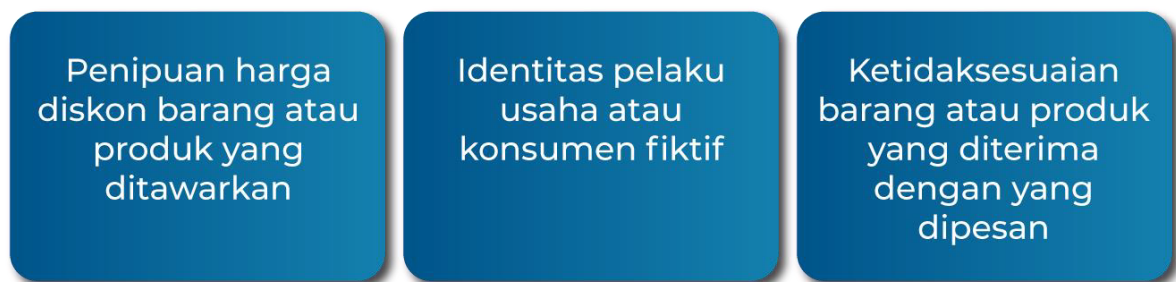 Penipuan harga
diskon barang atau
produk yang
ditawarkan
Identitas pelaku
usaha atau
konsumen fiktif
Ketidaksesuaian
barang atau produk
yang diterima
dengan yang
dipesan